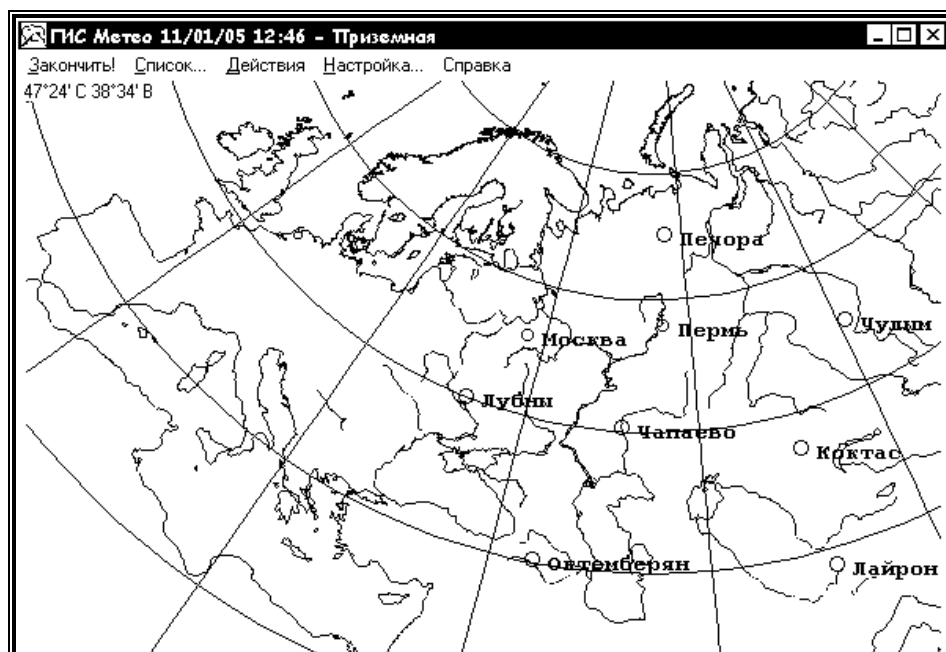 ГИС Метео 11/01/05 12:46 - Приземная
Закончить! Список... Действия Настройка... Справка
47°24' С 38°34' В
Печора
Чулым
Пермь
Москва
Лубны
Чапаево
Коктас
Октемберян
Лайрон